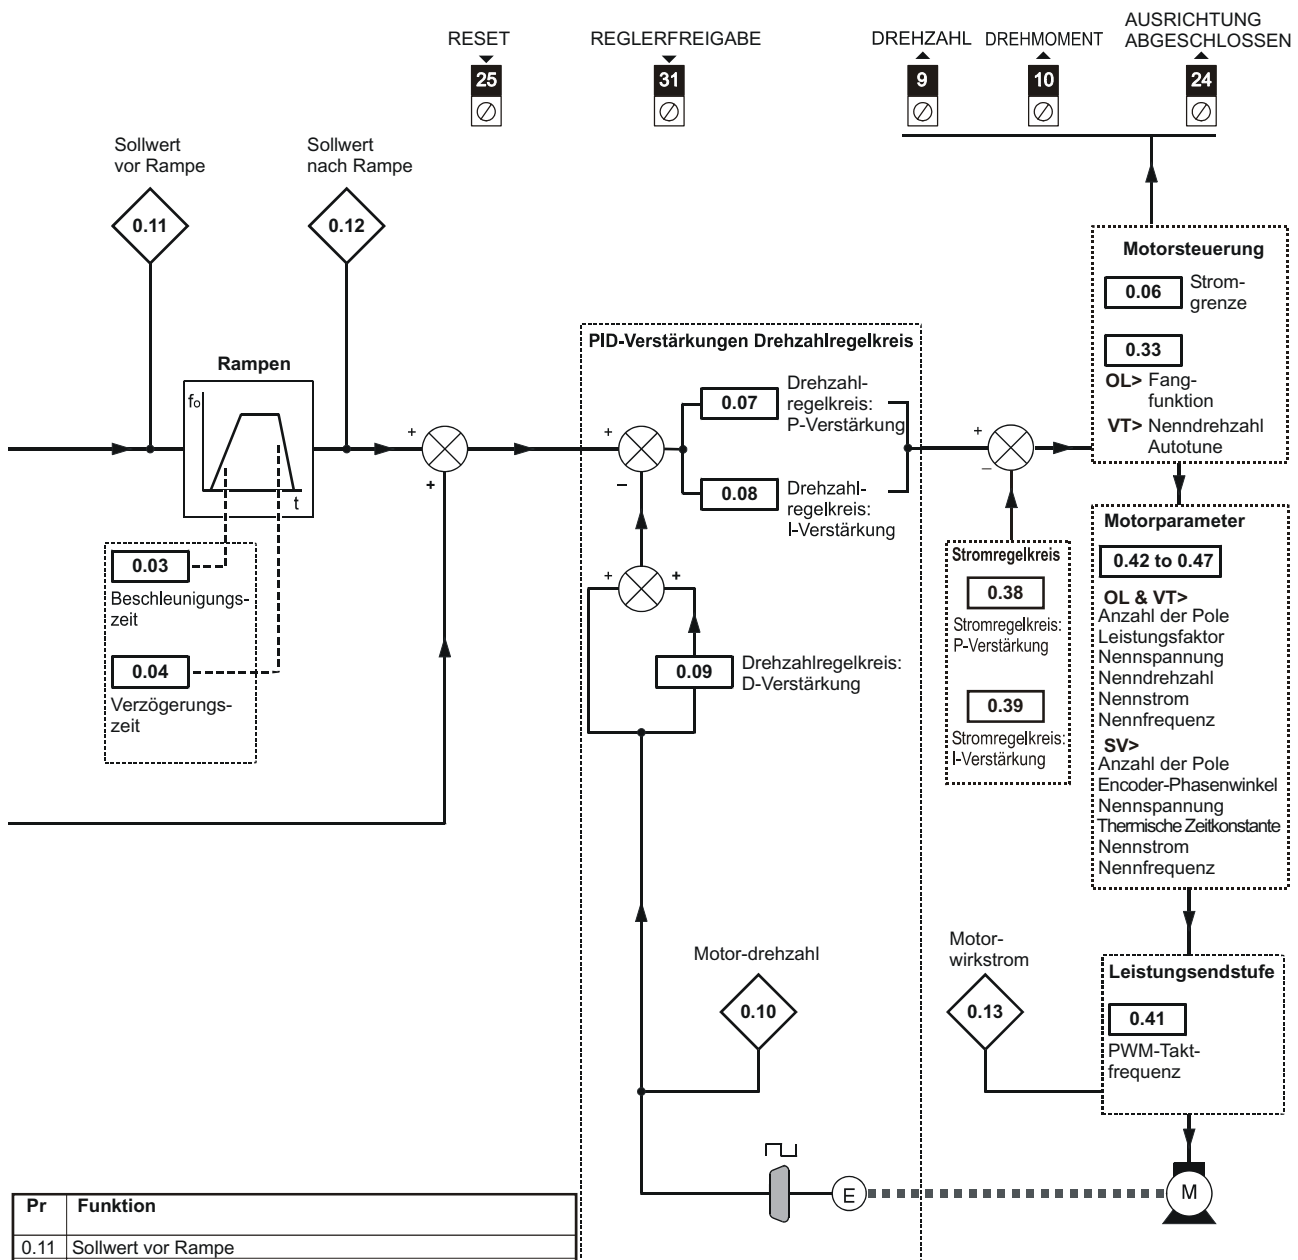 RESET
REGLERFREIGABE
DREHZAHL
DREHMOMENT
AUSRICHTUNG
ABGESCHLOSSEN
25
31
9
10
24
Sollwert
vor Rampe
0.11
Sollwert
nach Rampe
0.12
Rampen
fo
t
0.03
Beschleunigungs-
zeit
0.04
Verzögerungs-
zeit
+
+
PID-Verstärkungen Drehzahlregelkreis
+
–
0.07
Drehzahl-
regelkreis:
P-Verstärkung
0.08
Drehzahl-
regelkreis:
I-Verstärkung
+
+
0.09
Drehzahlregelkreis:
D-Verstärkung
+
–
Stromregelkreis
0.38
Stromregelkreis:
P-Verstärkung
0.39
Stromregelkreis:
I-Verstärkung
Motorsteuerung
0.06
Strom-
grenze
0.33
OL> Fang-
funktion
VT> Nenndrehzahl
Autotune
Motorparameter
0.42 to 0.47
OL & VT>
Anzahl der Pole
Leistungsfaktor
Nennspannung
Nenndrehzahl
Nennstrom
Nennfrequenz
SV>
Anzahl der Pole
Encoder-Phasenwinkel
Nennspannung
Thermische Zeitkonstante
Nennstrom
Nennfrequenz
Motor-drehzahl
0.10
Motor-
wirkstrom
0.13
Leistungsendstufe
0.41
PWM-Takt-
frequenz
E
M
Pr Funktion
0.11 Sollwert vor Rampe